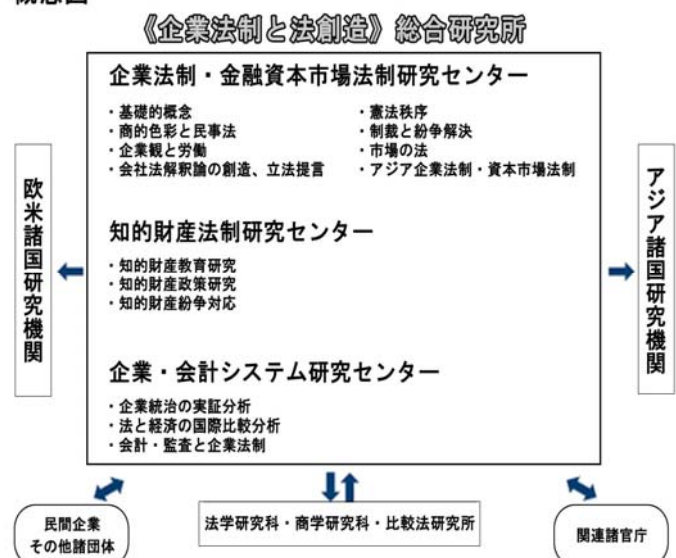 《企業法制と法創造》総合研究所
企業法制・金融資本市場法制研究センター
・基礎的概念
・商的色彩と民事法
・企業観と労働
・会社法解釈論の創造、立法提言
・憲法秩序
・制裁と紛争解決
・市場の法
・アジア企業法制・資本市場法制
知的財産法制研究センター
・知的財産教育研究
・知的財産政策研究
・知的財産紛争対応
企業・会計システム研究センター
・企業統治の実証分析
・法と経済の国際比較分析
・会計・監査と企業法制
欧米諸国研究機関
アジア諸国研究機関
民間企業
その他諸団体
法学研究科・商学研究科・比較法研究所
関連諸官庁